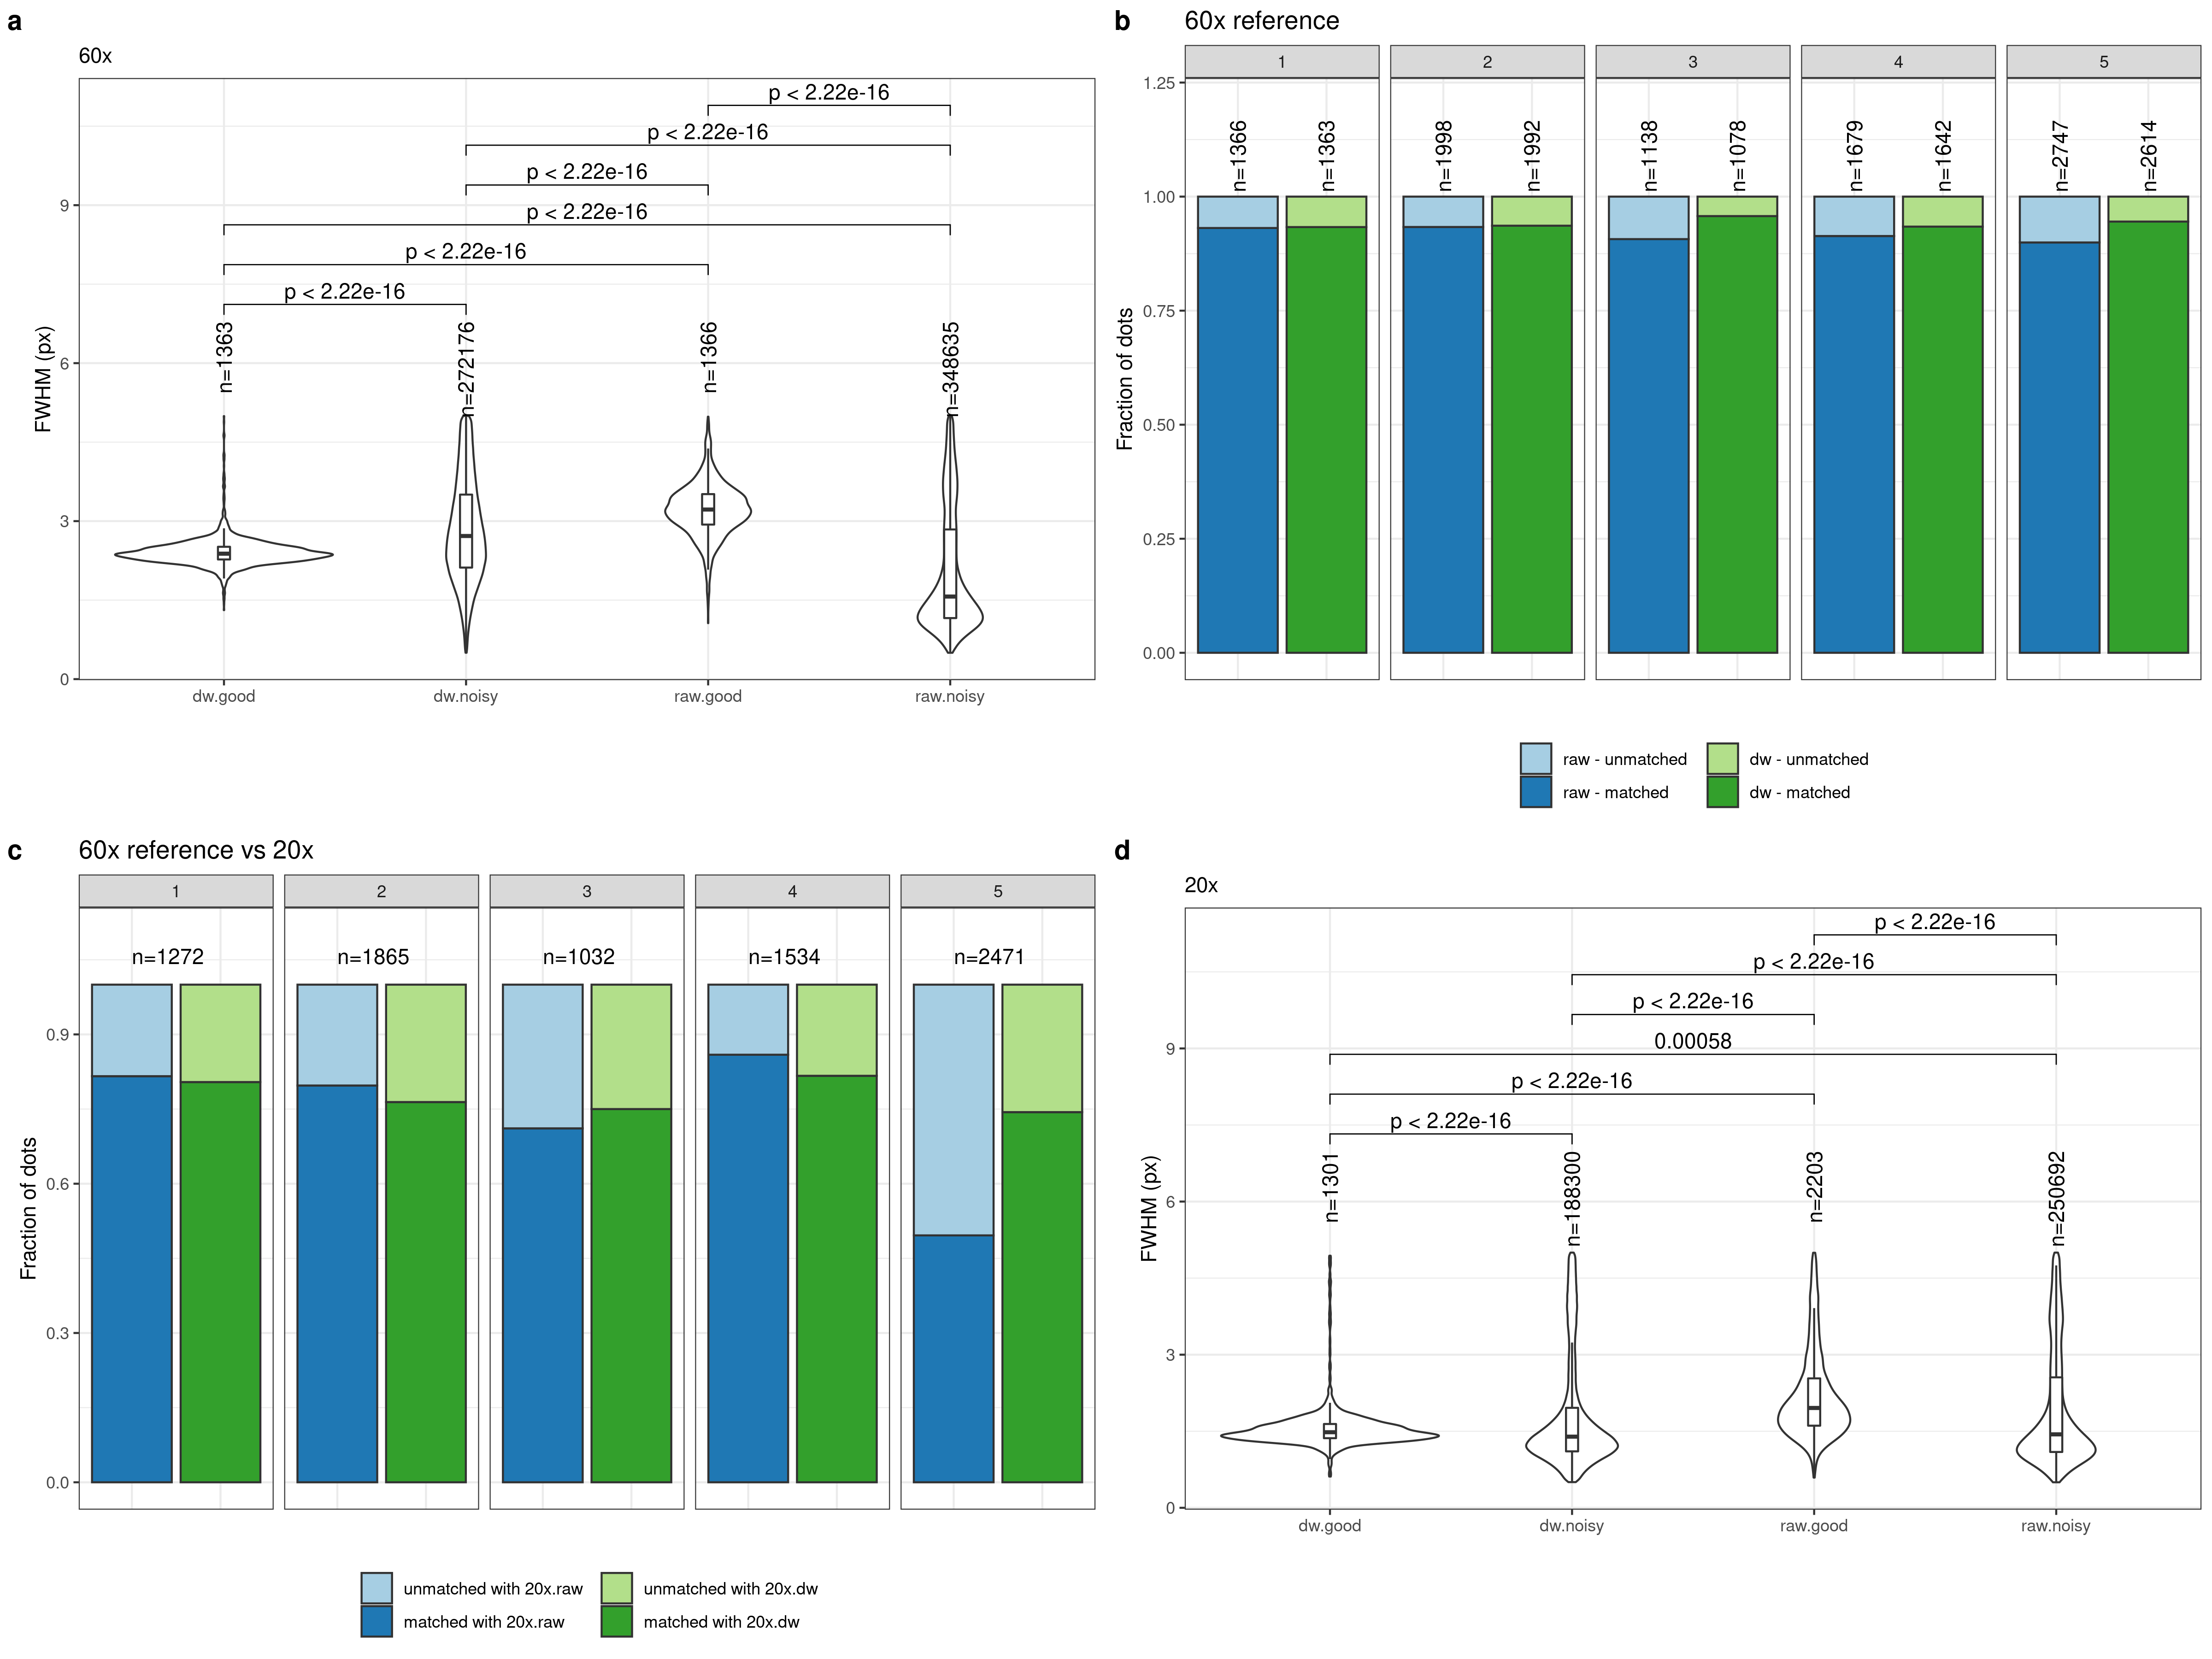 a
60x
p < 2.22e-16
p < 2.22e-16
p < 2.22e-16
p < 2.22e-16
p < 2.22e-16
p < 2.22e-16
n=1363
n=272176
n=1366
n=348635
FWHM (px)
9
6
3
0
dw.good
dw.noisy
raw.good
raw.noisy
b
60x reference
1
2
3
4
5
n=1366
n=1363
n=1998
n=1992
n=1138
n=1078
n=1679
n=1642
n=2747
n=2614
Fraction of dots
1.25
1.00
0.75
0.50
0.25
0.00
raw - unmatched
dw - unmatched
raw - matched
dw - matched
c
60x reference vs 20x
1
2
3
4
5
n=1272
n=1865
n=1032
n=1534
n=2471
Fraction of dots
0.9
0.6
0.3
0.0
unmatched with 20x.raw
unmatched with 20x.dw
matched with 20x.raw
matched with 20x.dw
d
20x
p < 2.22e-16
p < 2.22e-16
p < 2.22e-16
0.00058
p < 2.22e-16
p < 2.22e-16
n=1301
n=188300
n=2203
n=250692
FWHM (px)
9
6
3
0
dw.good
dw.noisy
raw.good
raw.noisy